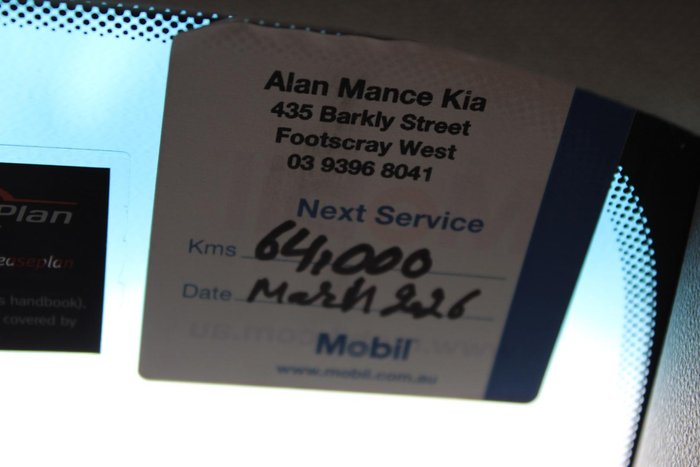 Alan Mance Kia
435 Barkly Street
Footscray West
03 9396 8041
Next Service
Kms 64,000
Date March 2026
Mobil
www.mobil.com.au
Plan
easeplan
s handbook).
covered by